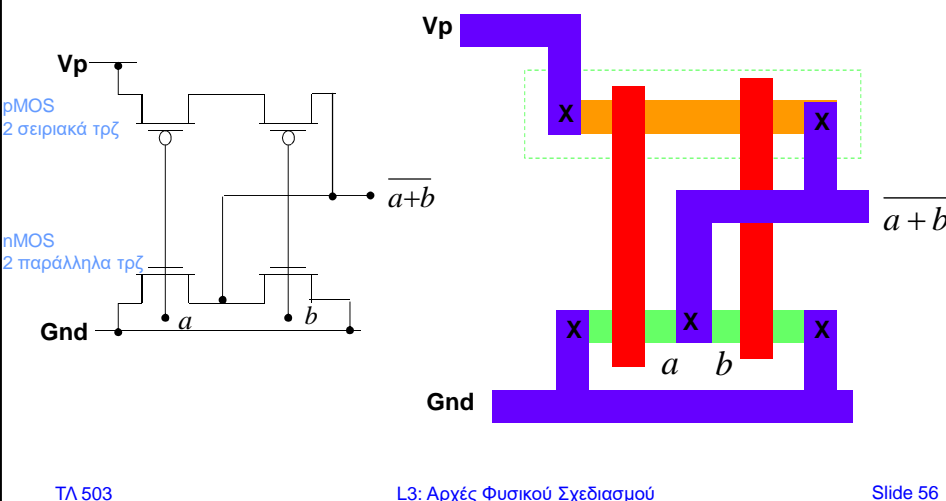 Vp
pMOS
2 σειριακά τρζ
a+b
nMOS
2 παράλληλα τρζ
a
b
Gnd
Vp
X
X
a + b
X
X
X
a
b
Gnd
ΤΛ 503
L3: Αρχές Φυσικού Σχεδιασμού
Slide 56